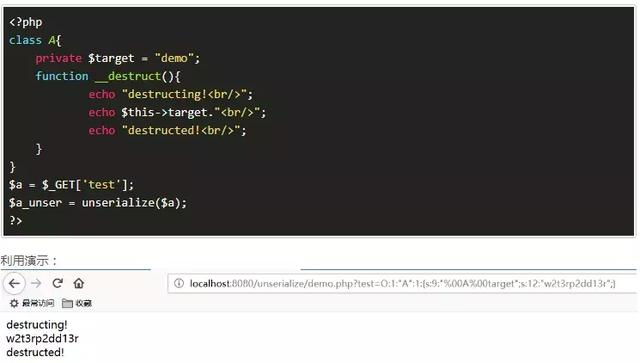 <?php
class A{
    private $target = "demo";
    function __destruct(){
            echo "destructing!<br/>";
            echo $this->target."<br/>";
            echo "destructed!<br/>";
    }
}
$a = $_GET['test'];
$a_unser = unserialize($a);
?>
利用演示：
localhost:8080/unserialize/demo.php?test=O:1:"A":1:{s:9:"%00A%00target";s:12:"w2t3rp2dd13r";}
最常访问 收藏
destructing!
w2t3rp2dd13r
destructed!